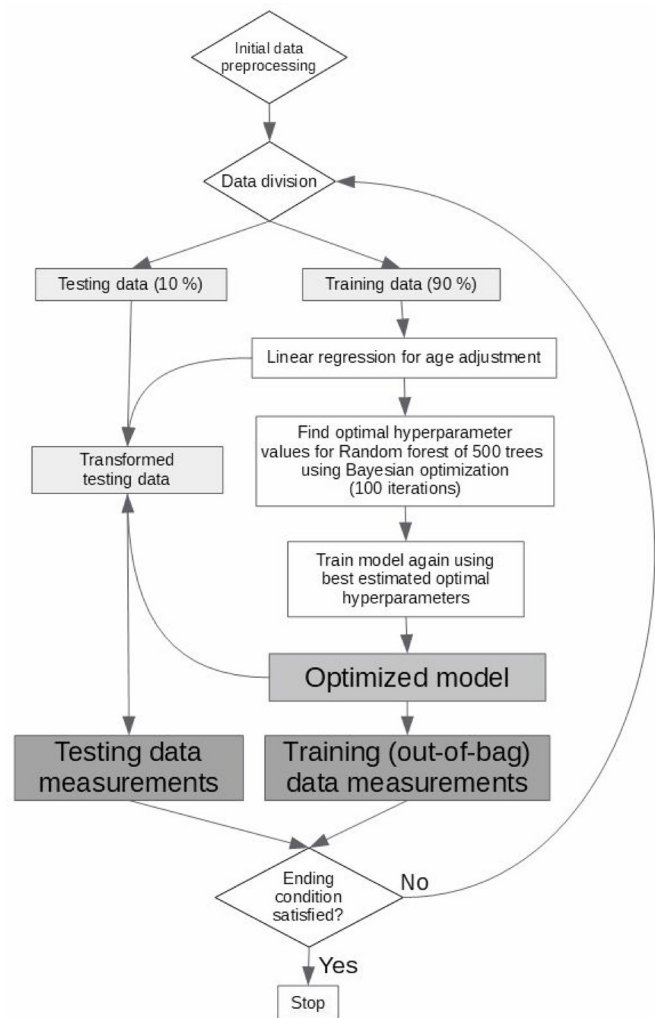 Initial data
preprocessing
Data division
Testing data (10 %)
Training data (90 %)
Linear regression for age adjustment
Find optimal hyperparameter
values for Random forest of 500 trees
using Bayesian optimization
(100 iterations)
Transformed
testing data
Train model again using
best estimated optimal
hyperparameters
Optimized model
Testing data
measurements
Training (out-of-bag)
data measurements
Ending
condition
satisfied?
No
Yes
Stop